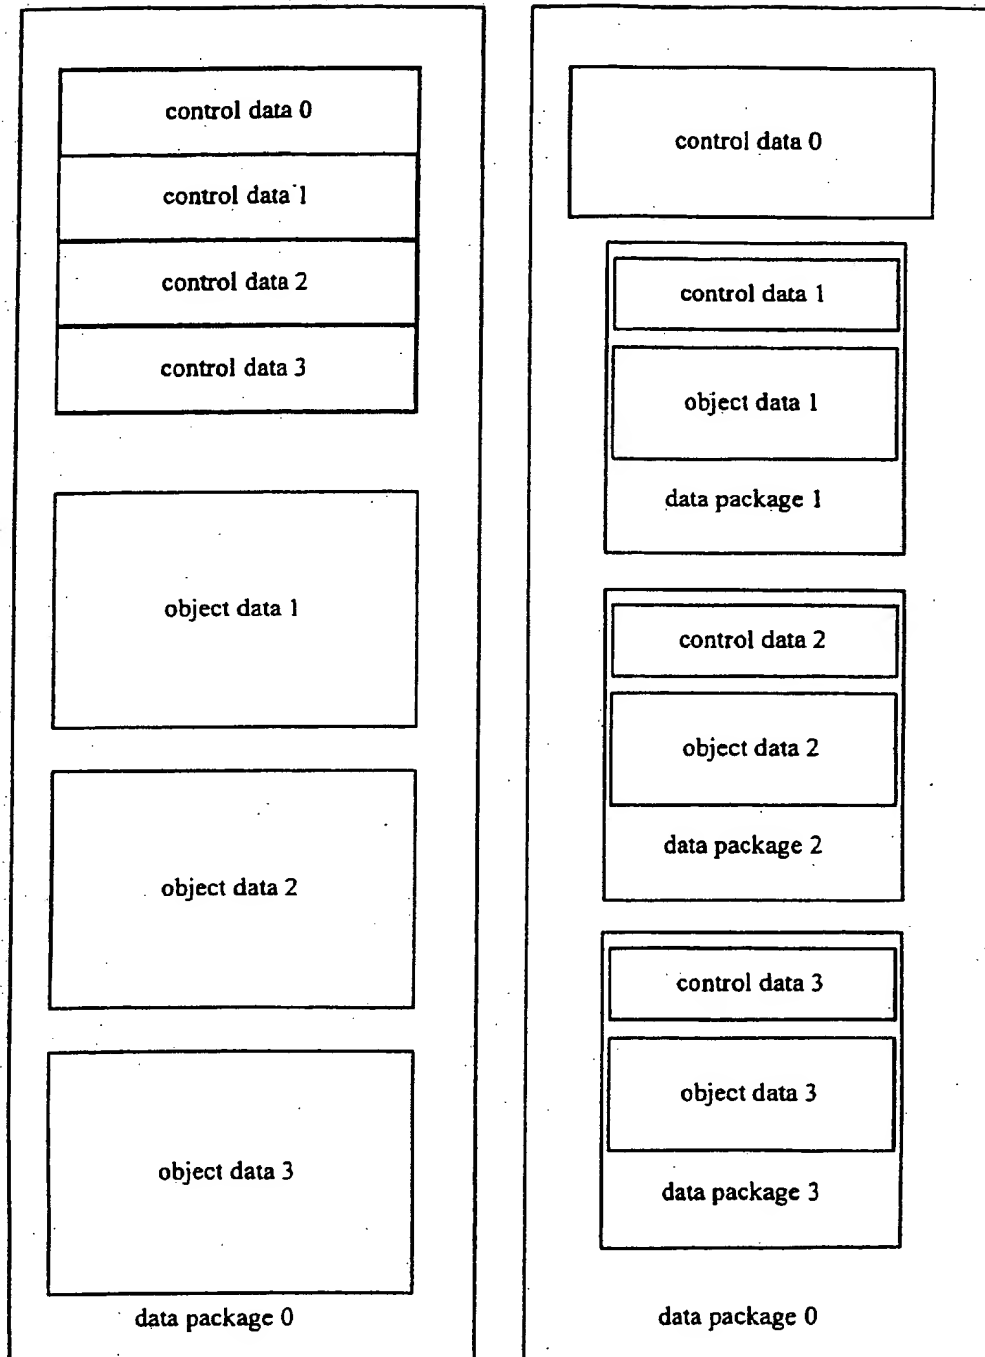 control data 0
control data 1
control data 2
control data 3
object data 1
object data 2
object data 3
data package 0
control data 0
control data 1
object data 1
data package 1
control data 2
object data 2
data package 2
control data 3
object data 3
data package 3
data package 0